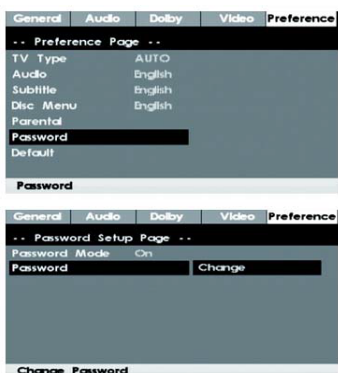 General Audio Dolby Video Preference
-- Preference Page --
TV Type AUTO
Audio English
Subtitle English
Disc Menu English
Parental
Password
Default
Password
General Audio Dolby Video Preference
-- Password Setup Page --
Password Mode On
Password Change
Change Password